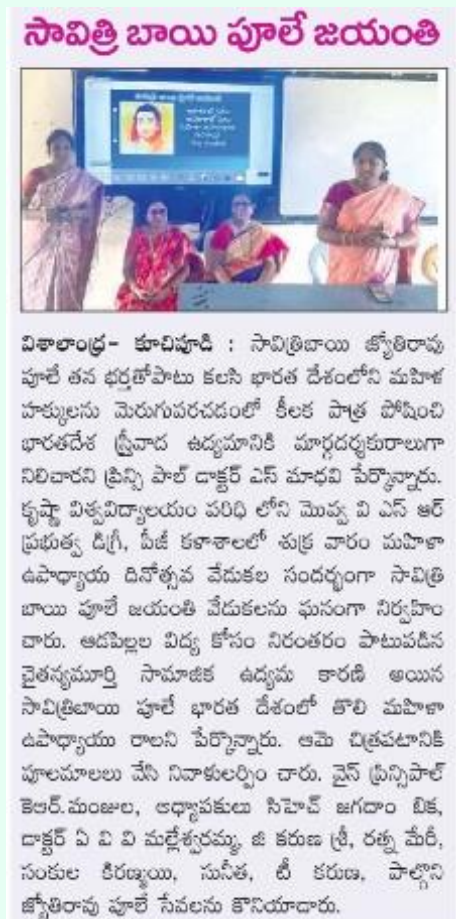 సావిత్రి బాయి పూలే జయంతి
విశాలాంధ్ర- కూచిపూడి : సావిత్రిబాయి జ్యోతిరావు
పూలే తన భర్తతోపాటు కలసి భారత దేశంలోని మహిళ
హక్కులను మెరుగుపరచడంలో కీలక పాత్ర పోషించి
భారతదేశ స్త్రీవాద ఉద్యమానికి మార్గదర్శకురాలుగా
నిలిచారని ప్రిన్సి పాల్ డాక్టర్ ఎస్ మాధవి పేర్కొన్నారు.
కృష్ణా విశ్వవిద్యాలయం పరిధి లోని మొవ్వ వి ఎస్ ఆర్
ప్రభుత్వ డిగ్రీ, పీజీ కళాశాలలో శుక్ర వారం మహిళా
ఉపాధ్యాయ దినోత్సవ వేడుకల సందర్భంగా సావిత్రి
బాయి పూలే జయంతి వేడుకలను ఘనంగా నిర్వహిం
చారు. ఆడపిల్లల విద్య కోసం నిరంతరం పాటుపడిన
చైతన్యమూర్తి సామాజిక ఉద్యమ కారణి అయిన
సావిత్రిబాయి పూలే భారత దేశంలో తొలి మహిళా
ఉపాధ్యాయు రాలని పేర్కొన్నారు. ఆమె చిత్రపటానికి
పూలమాలలు వేసి నివాళులర్పిం చారు. వైస్ ప్రిన్సిపాల్
కెఆర్.మంజుల, అధ్యాపకులు సిహెచ్ జగదాం బిక,
డాక్టర్ ఏ వి వి మల్లేశ్వరమ్మ, జి కరుణ శ్రీ, రత్న మేరీ,
సంకుల కిరణ్మయి, సునీత, టీ కరుణ, పాల్గొని
జ్యోతిరావు పూలే సేవలను కొనియాడారు.